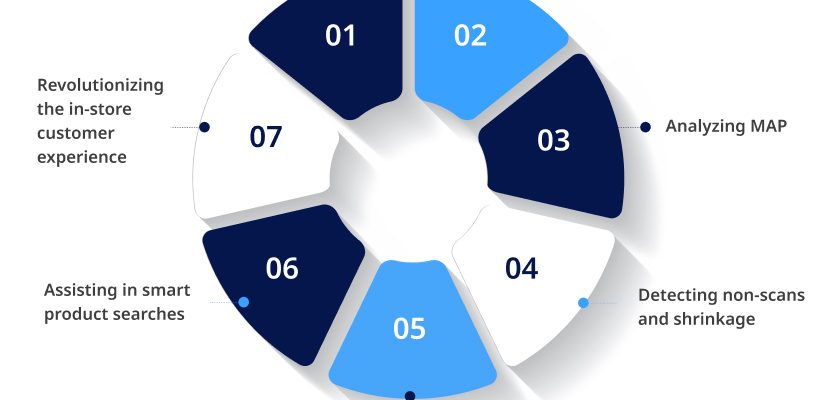 01
02
03
Analyzing MAP
04
Detecting non-scans
and shrinkage
05
06
Assisting in smart
product searches
07
Revolutionizing
the in-store
customer
experience